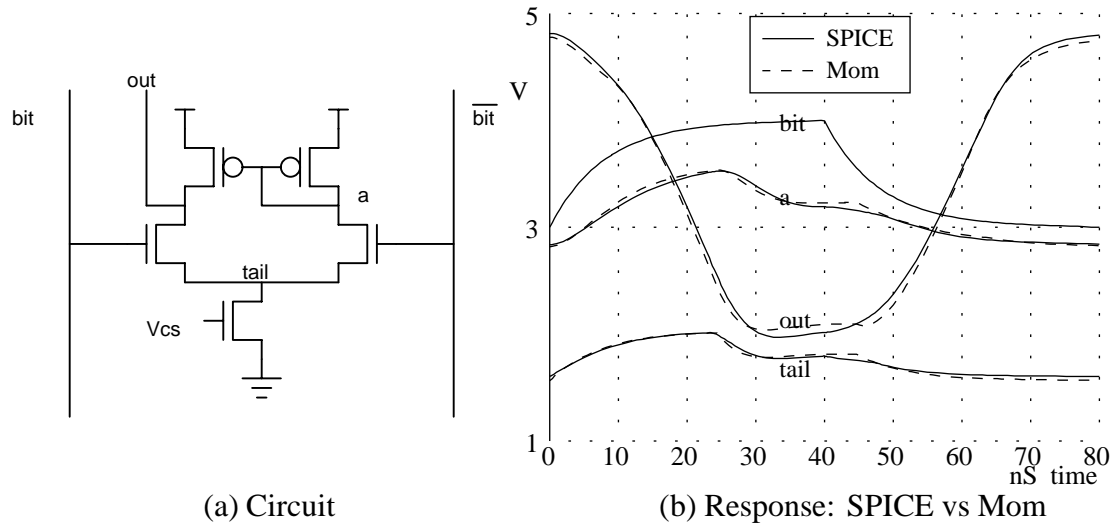 out
bit
bit
a
tail
Vcs
(a) Circuit
5
V
3
1
SPICE
Mom
bit
a
out
tail
0 10 20 30 40 50 60 70 80
nS time
(b) Response: SPICE vs Mom